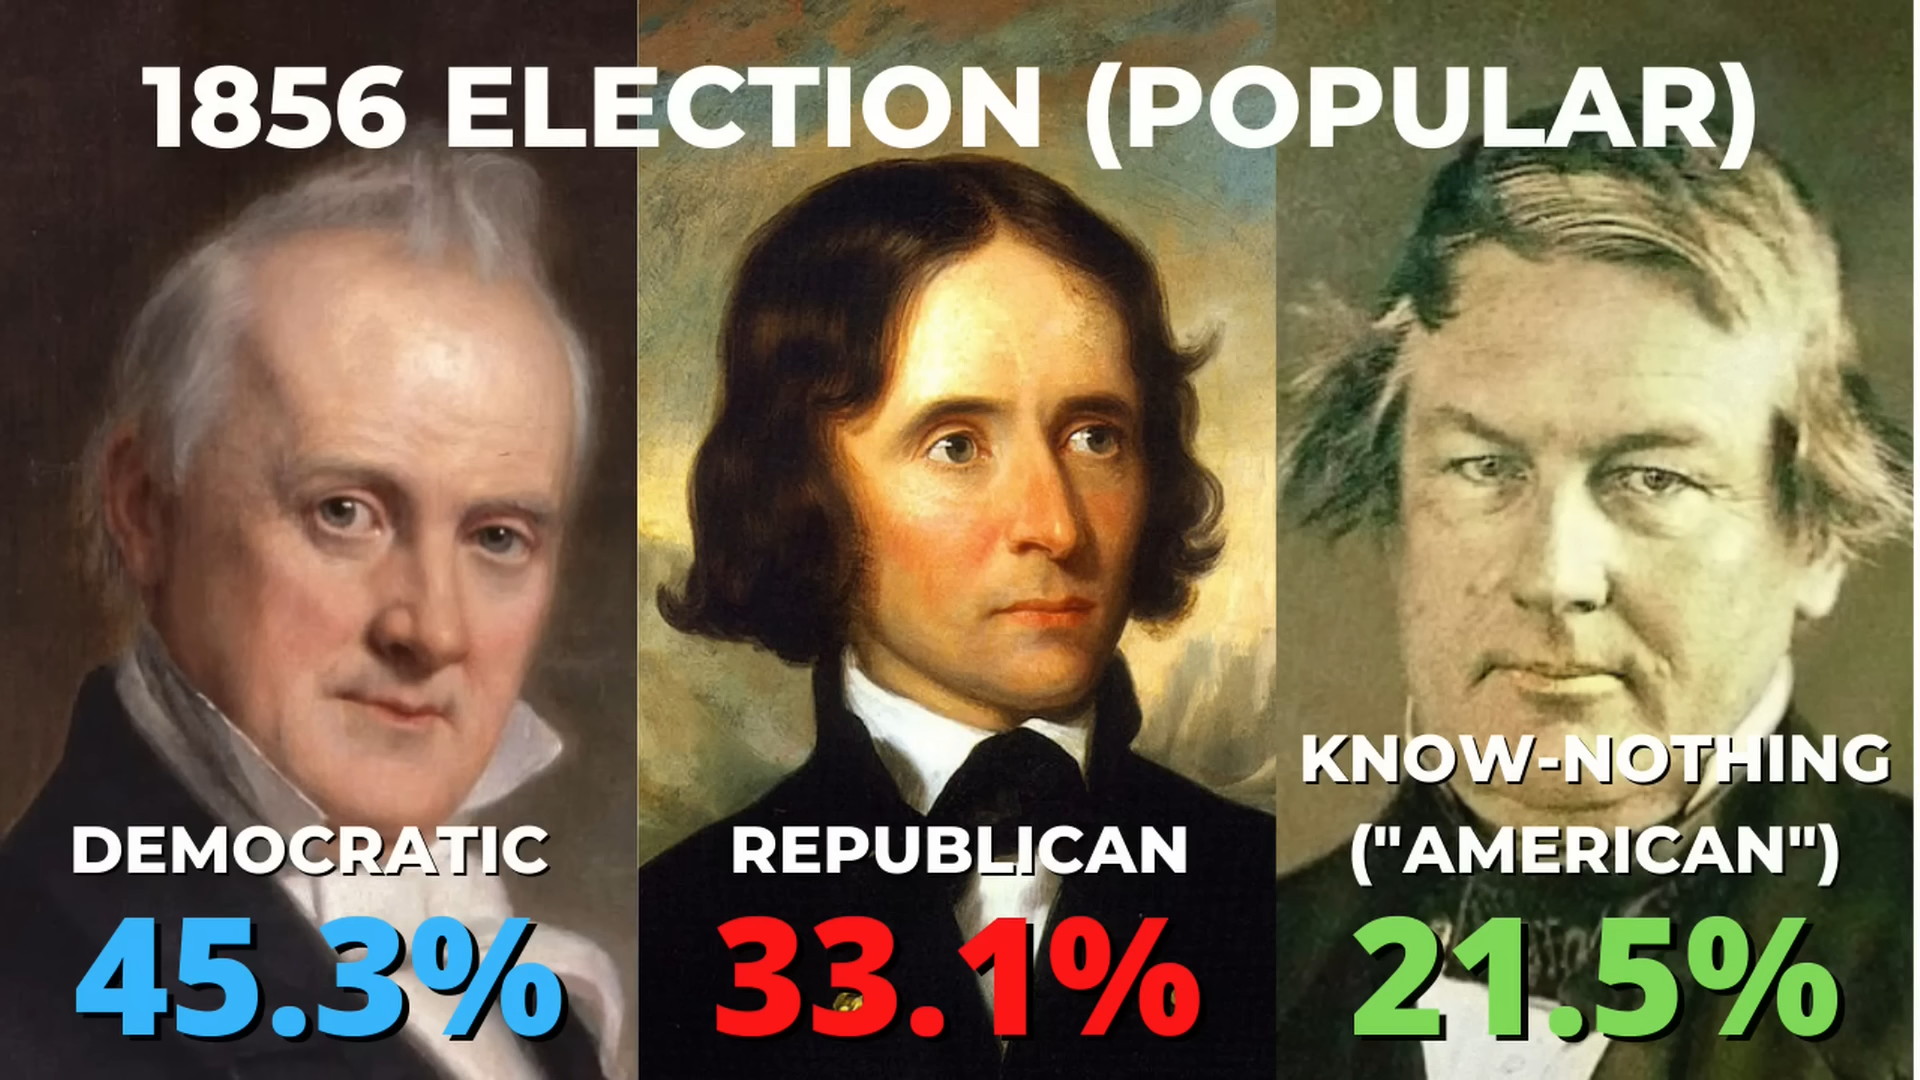 1856 ELECTION (POPULAR)
DEMOCRATIC
45.3%
REPUBLICAN
33.1%
KNOW-NOTHING
("AMERICAN")
21.5%